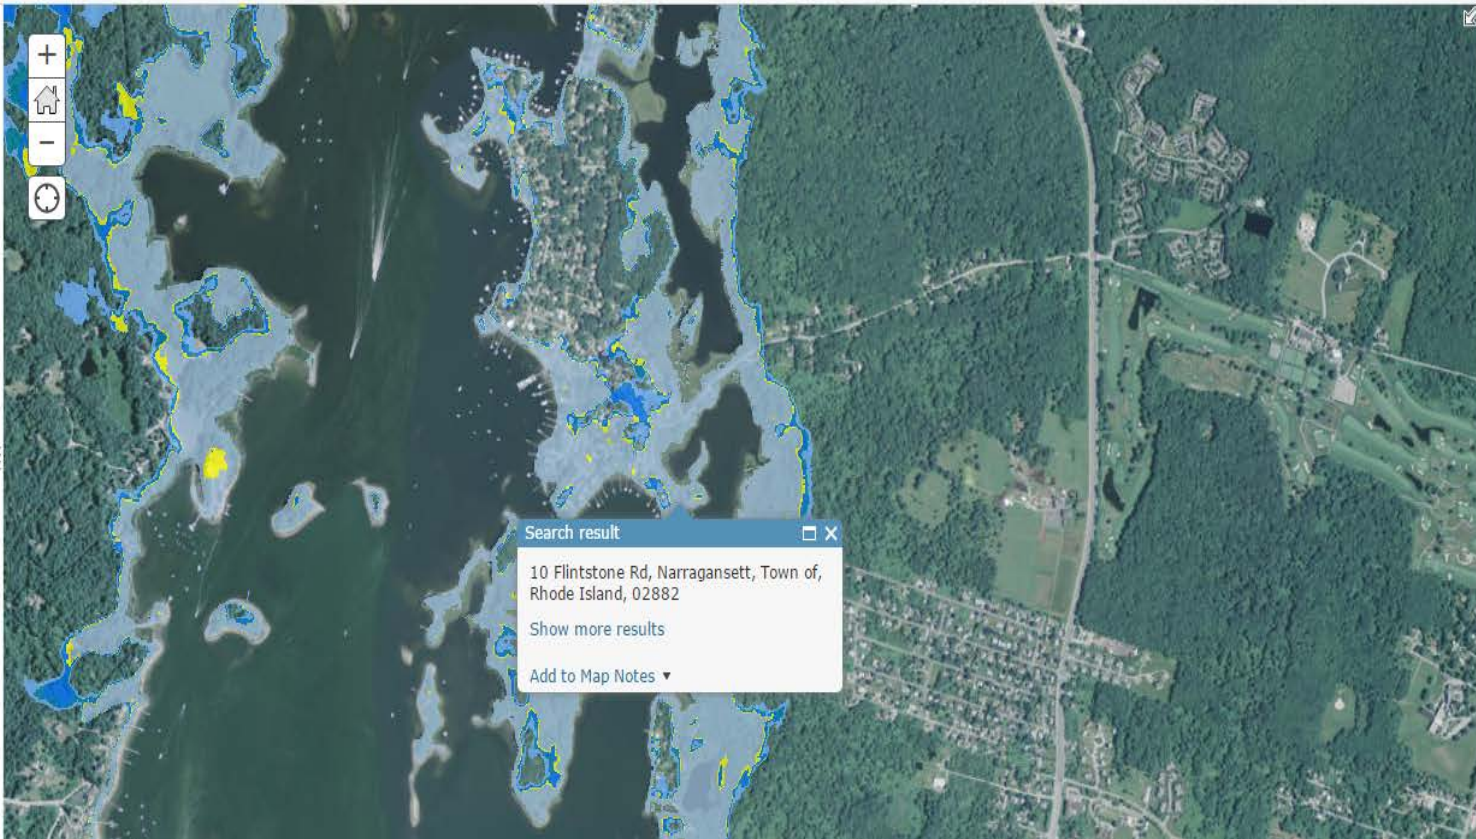 Search result
10 Flintstone Rd, Narragansett, Town of,
Rhode Island, 02882
Show more results
Add to Map Notes ▼